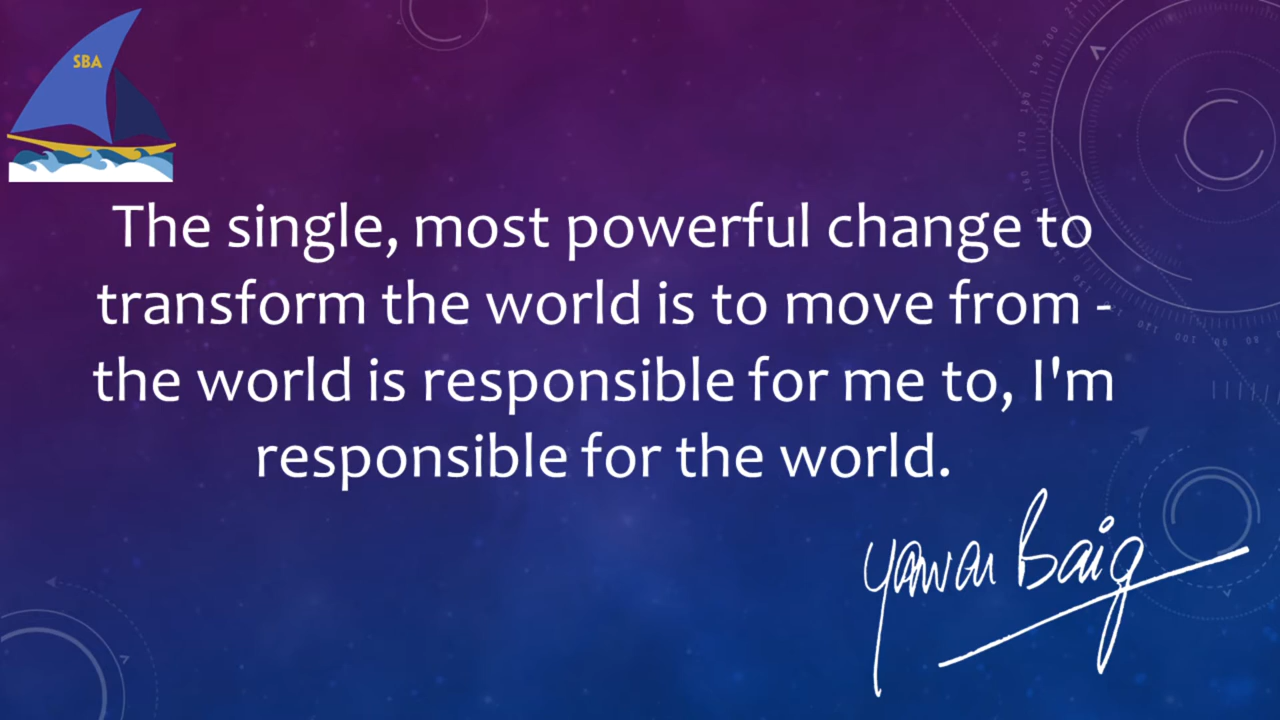 SBA
The single, most powerful change to
transform the world is to move from -
the world is responsible for me to, I'm
responsible for the world.
Yawar Baig